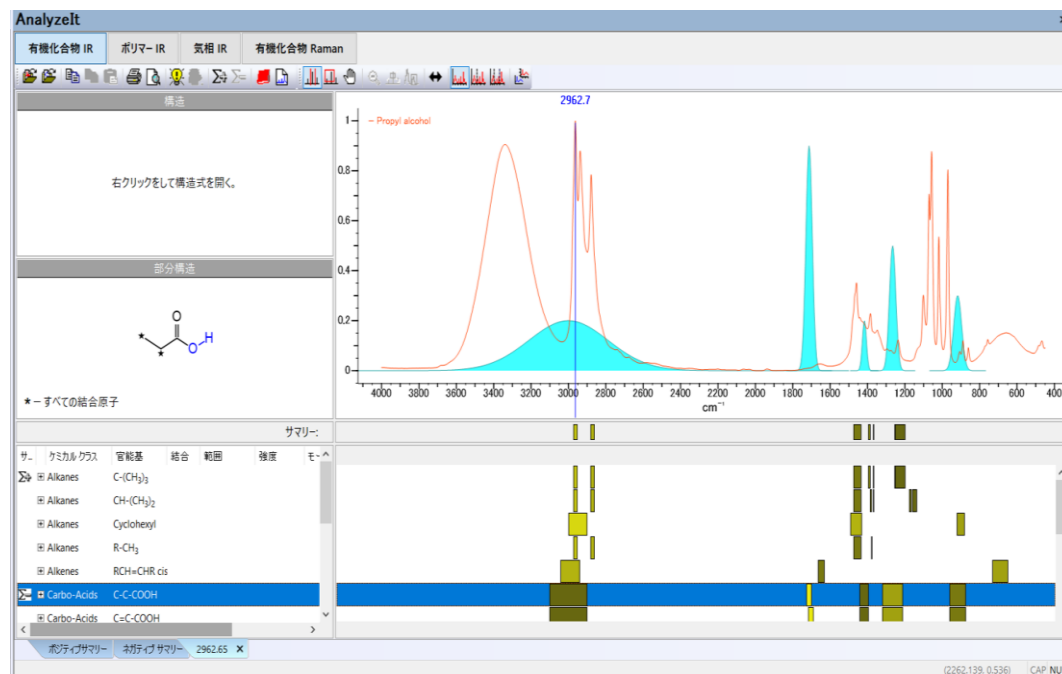 AnalyzeIt
有機化合物 IR ポリマー IR 気相 IR 有機化合物 Raman
構造
右クリックをして構造式を開く。
部分構造
O
O H
* – すべての結合原子
2962.7
– Propyl alcohol
1
0.8
0.6
0.4
0.2
0
4000 3800 3600 3400 3200 3000 2800 2600 2400 2200 2000 1800 1600 1400 1200 1000 800 600 400
cm⁻¹
サマリー:
サ... ケミカル クラス 官能基 結合 範囲 強度 モー
Alkanes C-(CH₃)₃
Alkanes CH-(CH₃)₂
Alkanes Cyclohexyl
Alkanes R-CH₃
Alkenes RCH=CHR cis
Carbo-Acids C-C-COOH
Carbo-Acids C=C-COOH
ポジティブサマリー ネガティブ サマリー 2962.65 ×
(2262.139, 0.536) CAP NU